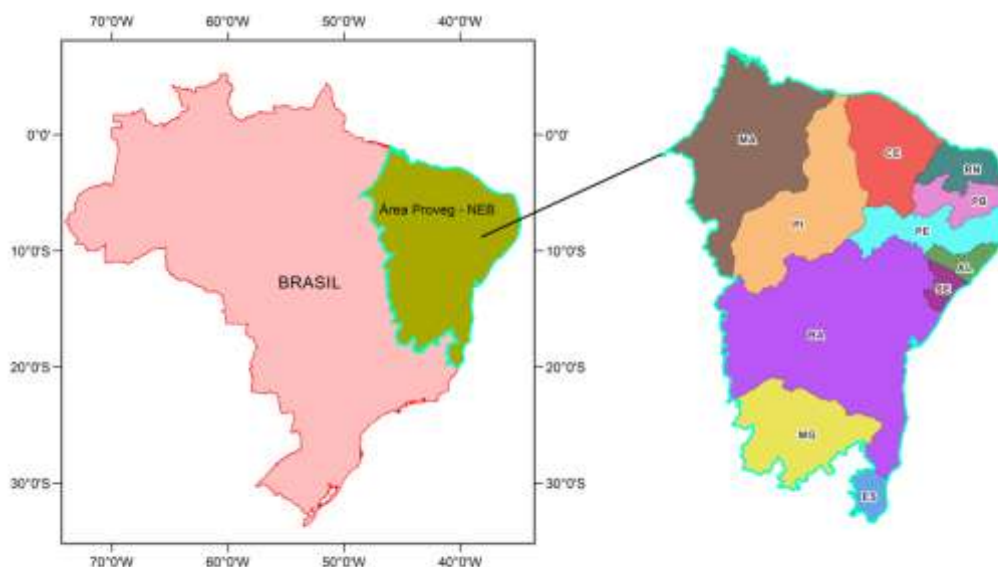 70°0'W 60°0'W 50°0'W 40°0'W
0°0' 0°0'
MA
CE
RN
PB
Área Proveg - NEB
PI
PE
10°0'S 10°0'S
AL
BRASIL
SE
BA
20°0'S 20°0'S
MG
30°0'S 30°0'S
ES
70°0'W 60°0'W 50°0'W 40°0'W